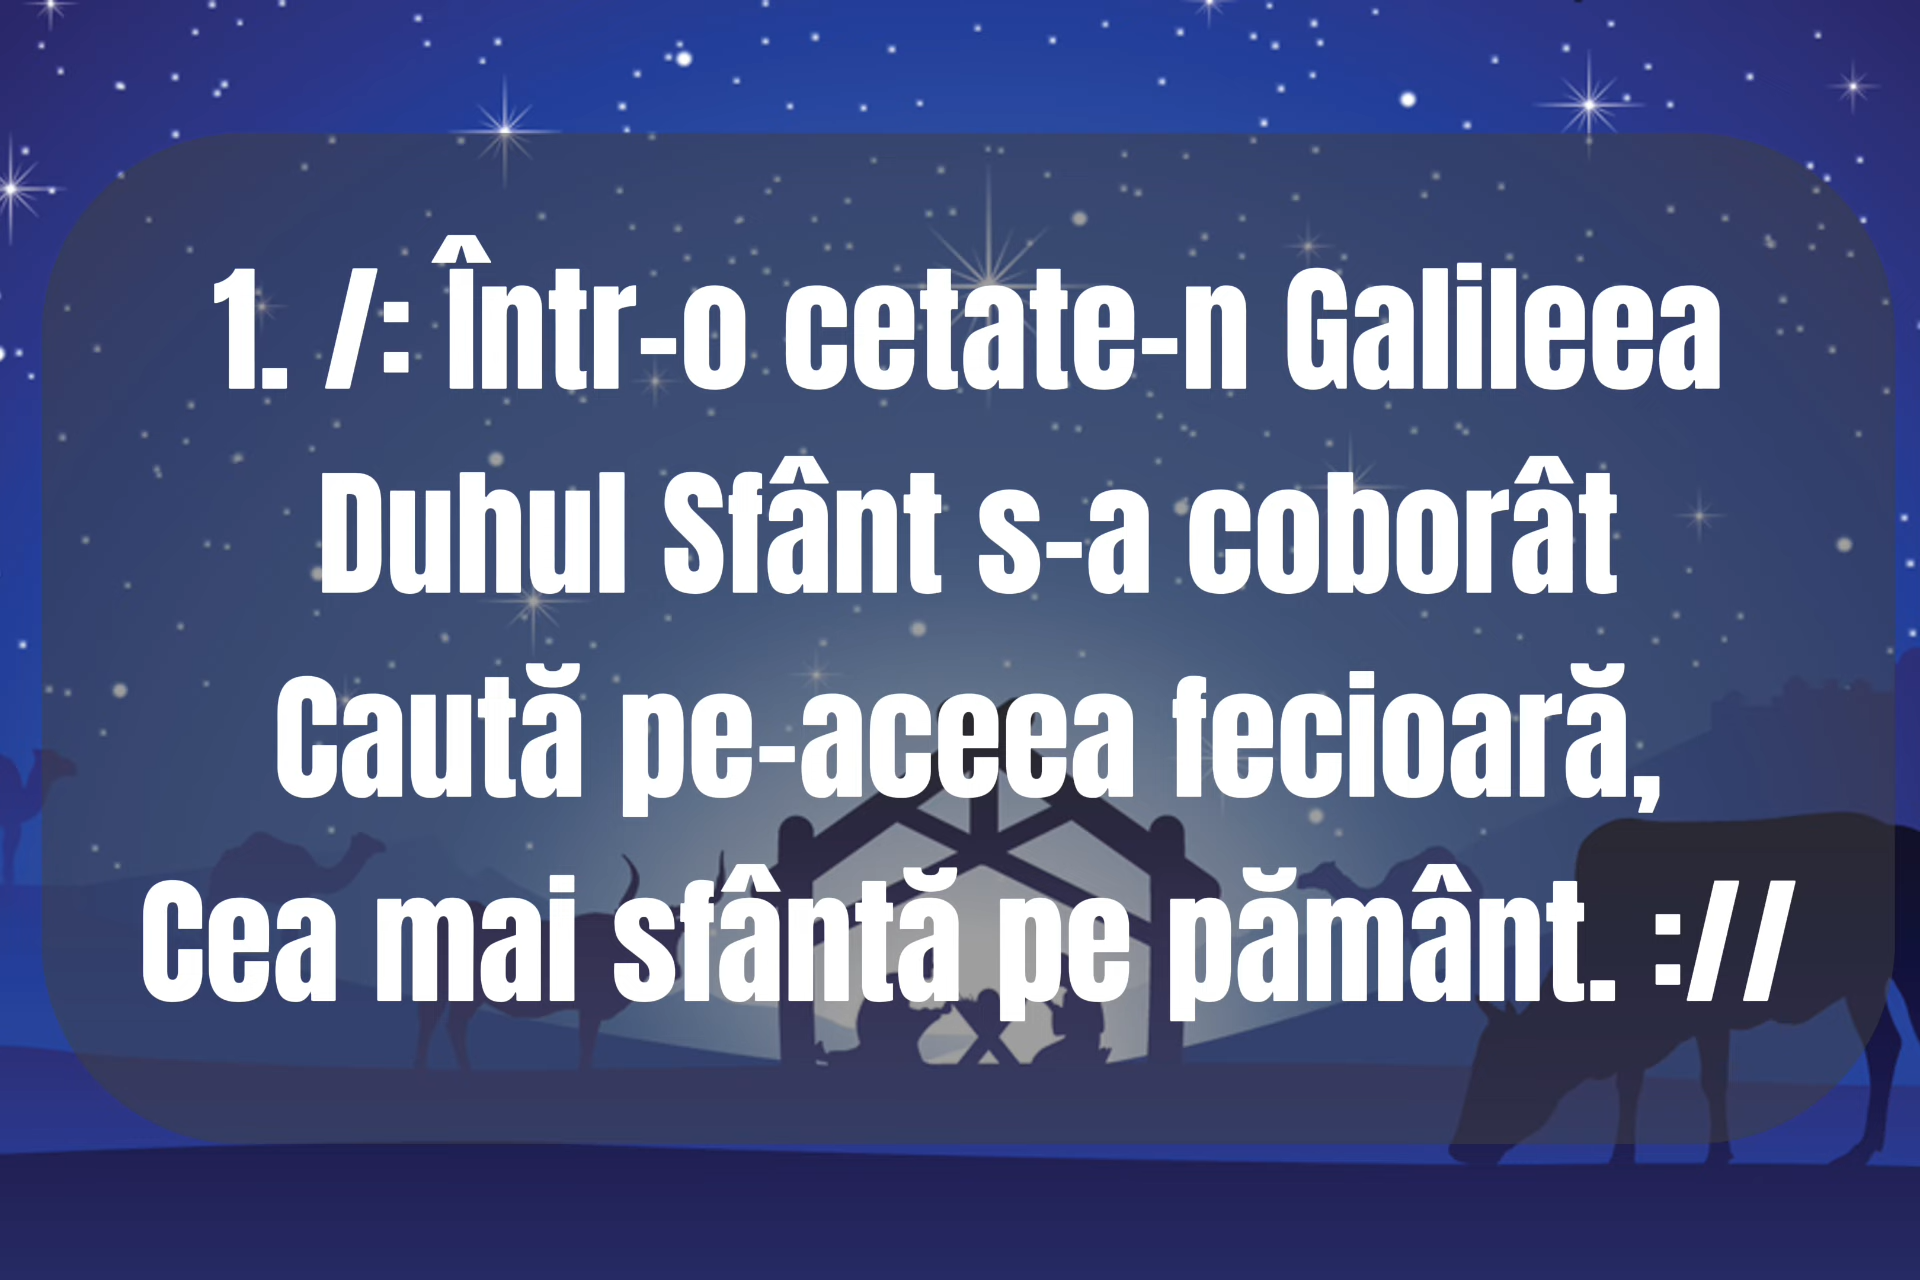 1. /: Într-o cetate-n Galileea
Duhul Sfânt s-a coborât
Caută pe-aceea fecioară,
Cea mai sfântă pe pământ. ://